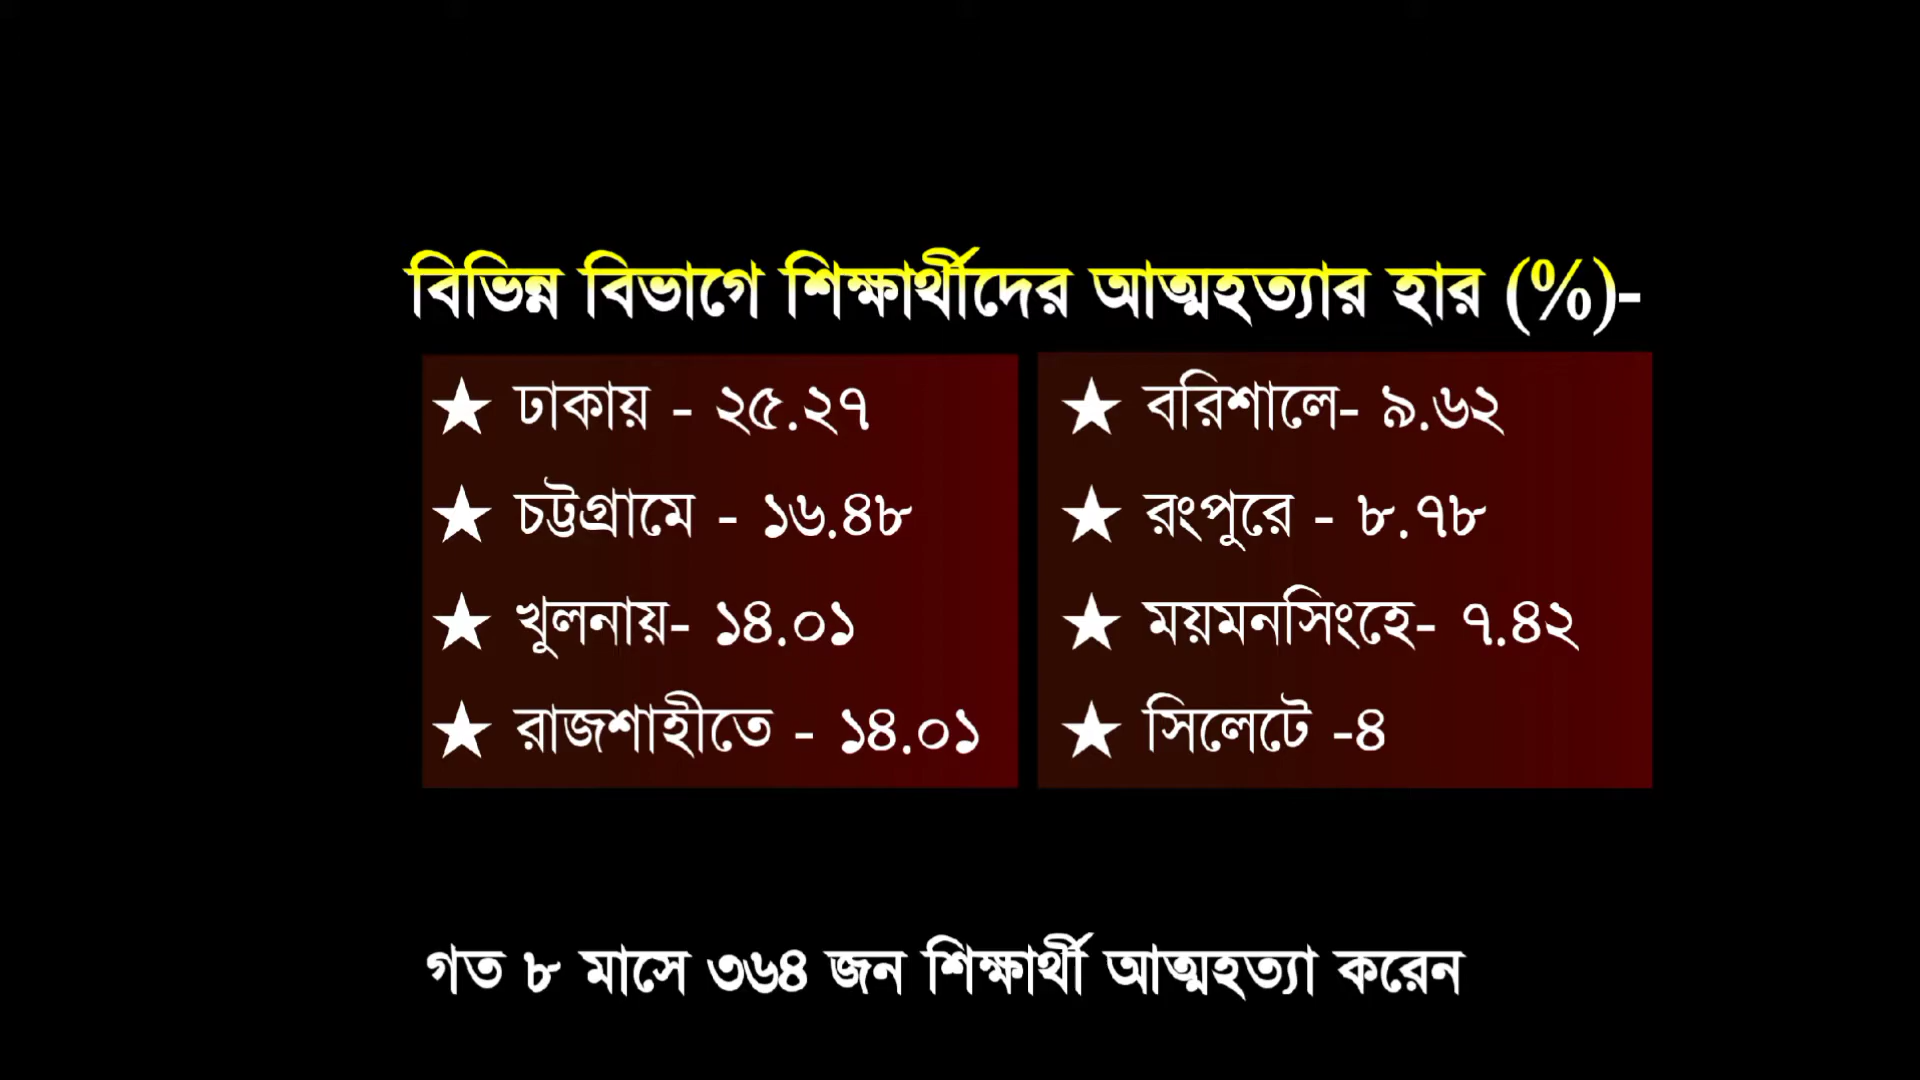 বিভিন্ন বিভাগে শিক্ষার্থীদের আত্মহত্যার হার (%)-
★ ঢাকায় - ২৫.২৭
★ চট্টগ্রামে - ১৬.৪৮
★ খুলনায়- ১৪.০১
★ রাজশাহীতে - ১৪.০১
★ বরিশালে- ৯.৬২
★ রংপুরে - ৮.৭৮
★ ময়মনসিংহে- ৭.৪২
★ সিলেটে -৪
গত ৮ মাসে ৩৬৪ জন শিক্ষার্থী আত্মহত্যা করেন